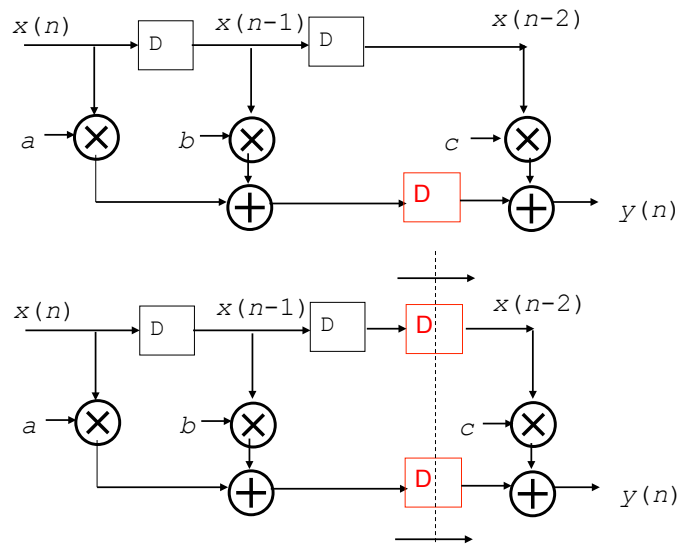 x(n) D x(n-1) D x(n-2)
a b c
D
y(n)
x(n) D x(n-1) D D x(n-2)
a b c
D
y(n)